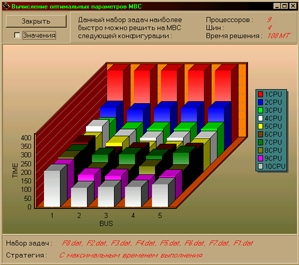 Вычисление оптимальных параметров МВС
Закрыть
Значения
Данный набор задач наиболее
быстро можно решить на МВС
следующей конфигурации :
Процессоров : 9
Шин : 4
Время решения : 108 МТ
TIME
400
350
300
250
200
150
100
50
0
1 2 3 4 5
BUS
1CPU
2CPU
3CPU
4CPU
5CPU
6CPU
7CPU
8CPU
9CPU
10CPU
Набор задач : F8.dat, F2.dat, F3.dat, F4.dat, F5.dat, F6.dat, F7.dat, F1.dat
Стратегия : С максимальным временем выполнения